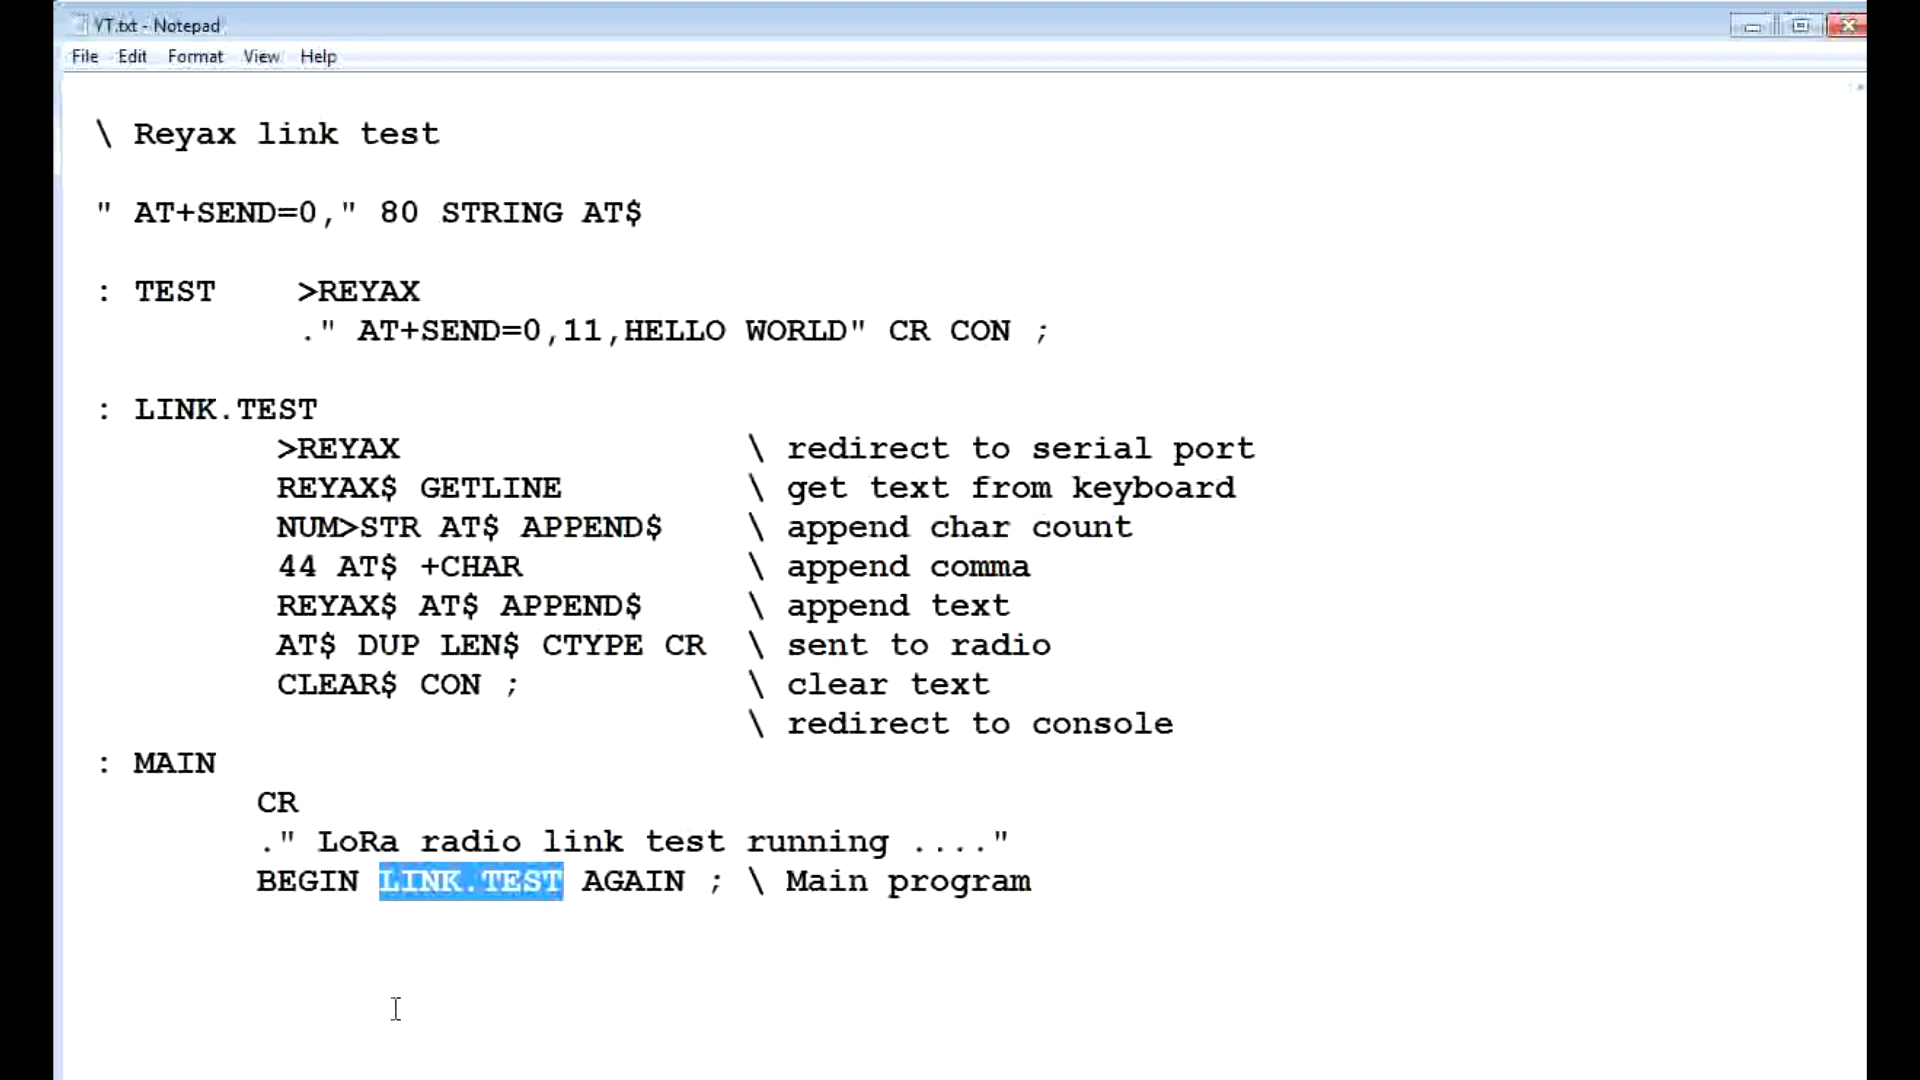 VT.txt - Notepad
File Edit Format View Help
\ Reyax link test
" AT+SEND=0," 80 STRING AT$
: TEST >REYAX
." AT+SEND=0,11,HELLO WORLD" CR CON ;
: LINK.TEST
>REYAX \ redirect to serial port
REYAX$ GETLINE \ get text from keyboard
NUM>STR AT$ APPEND$ \ append char count
44 AT$ +CHAR \ append comma
REYAX$ AT$ APPEND$ \ append text
AT$ DUP LEN$ CTYPE CR \ sent to radio
CLEAR$ CON ; \ clear text
\ redirect to console
: MAIN
CR
." LoRa radio link test running ...."
BEGIN LINK.TEST AGAIN ; \ Main program